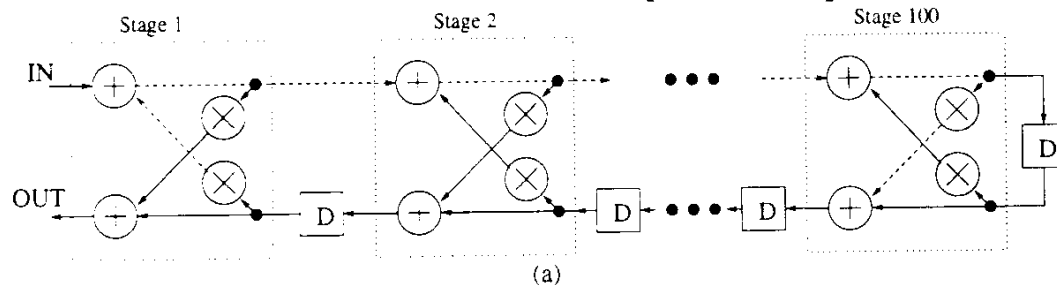 Stage 1 Stage 2 Stage 100
IN
D
OUT
D D D
(a)